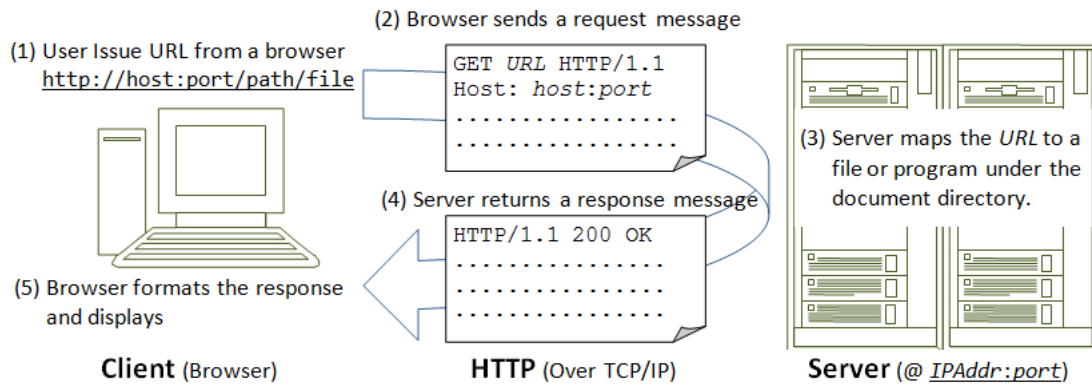 (1) User Issue URL from a browser
http://host:port/path/file
(2) Browser sends a request message
GET URL HTTP/1.1
Host: host:port
..................
..................
(3) Server maps the URL to a
file or program under the
document directory.
(4) Server returns a response message
HTTP/1.1 200 OK
................
................
................
(5) Browser formats the response
and displays
Client (Browser)
HTTP (Over TCP/IP)
Server (@ IPAddr:port)